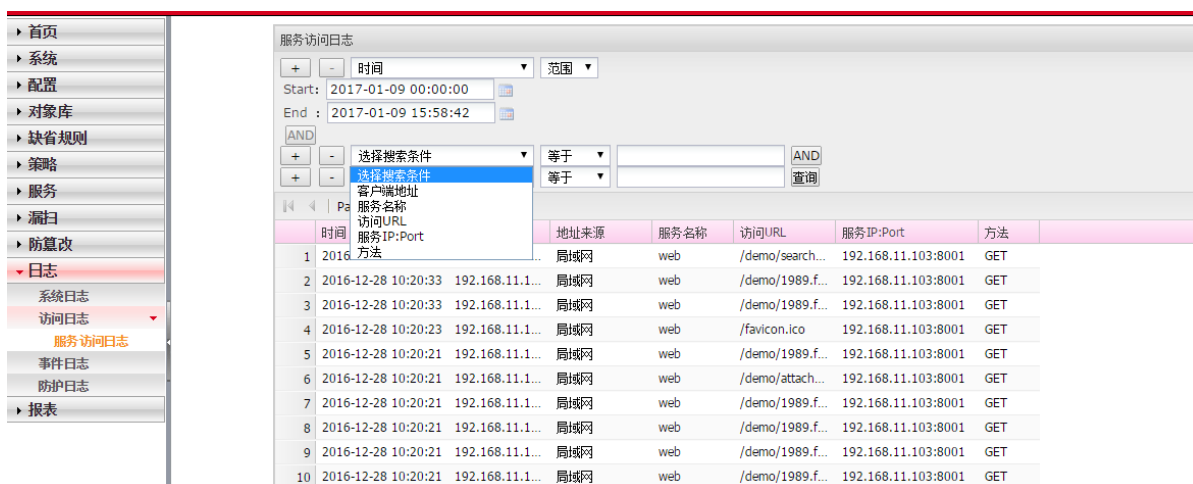 首页
系统
配置
对象库
缺省规则
策略
服务
漏扫
防篡改
日志
系统日志
访问日志
服务访问日志
事件日志
防护日志
报表
服务访问日志
+ - 时间 范围
Start: 2017-01-09 00:00:00
End : 2017-01-09 15:58:42
AND
+ - 选择搜索条件 等于 AND
+ - 选择搜索条件 等于 查询
客户端地址
Pa 服务名称
访问URL
时间 服务IP:Port 地址来源 服务名称 访问URL 服务IP:Port 方法
方法
1 2016 ... 局域网 web /demo/search... 192.168.11.103:8001 GET
2 2016-12-28 10:20:33 192.168.11.1... 局域网 web /demo/1989.f... 192.168.11.103:8001 GET
3 2016-12-28 10:20:33 192.168.11.1... 局域网 web /demo/1989.f... 192.168.11.103:8001 GET
4 2016-12-28 10:20:23 192.168.11.1... 局域网 web /favicon.ico 192.168.11.103:8001 GET
5 2016-12-28 10:20:21 192.168.11.1... 局域网 web /demo/1989.f... 192.168.11.103:8001 GET
6 2016-12-28 10:20:21 192.168.11.1... 局域网 web /demo/attach... 192.168.11.103:8001 GET
7 2016-12-28 10:20:21 192.168.11.1... 局域网 web /demo/1989.f... 192.168.11.103:8001 GET
8 2016-12-28 10:20:21 192.168.11.1... 局域网 web /demo/1989.f... 192.168.11.103:8001 GET
9 2016-12-28 10:20:21 192.168.11.1... 局域网 web /demo/1989.f... 192.168.11.103:8001 GET
10 2016-12-28 10:20:21 192.168.11.1... 局域网 web /demo/1989.f... 192.168.11.103:8001 GET